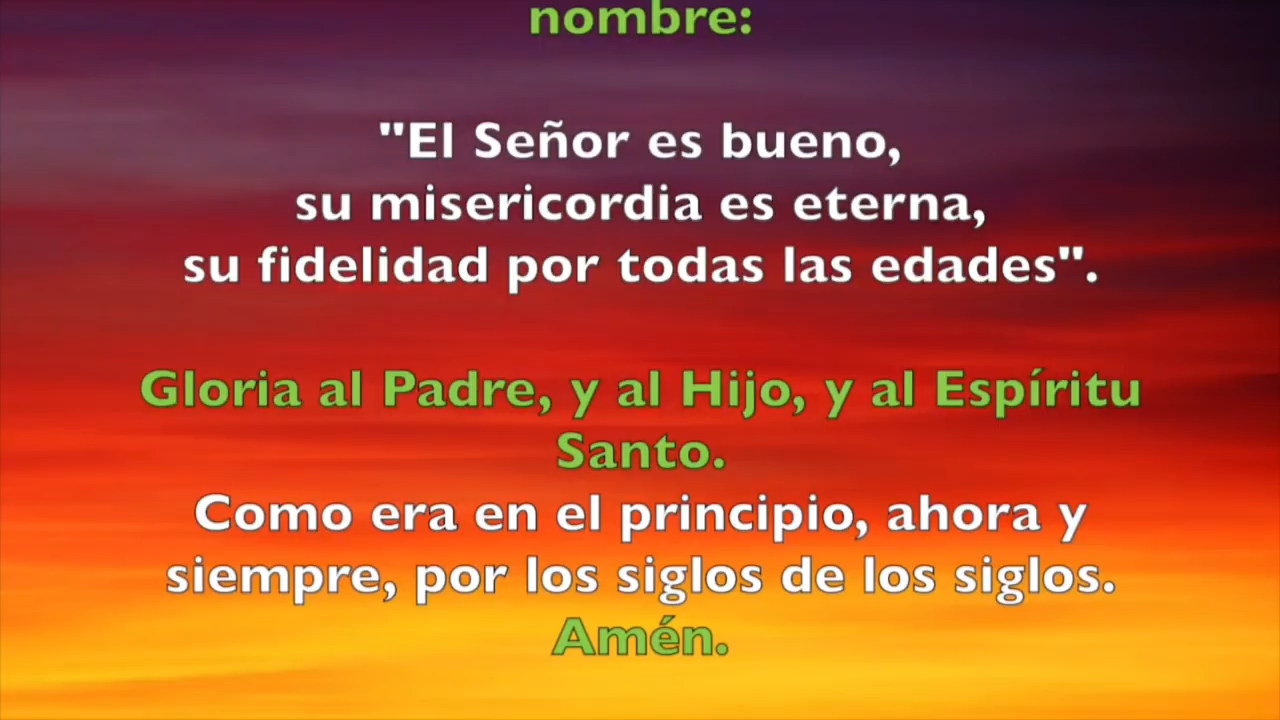 nombre:
"El Señor es bueno,
su misericordia es eterna,
su fidelidad por todas las edades".
Gloria al Padre, y al Hijo, y al Espíritu
Santo.
Como era en el principio, ahora y
siempre, por los siglos de los siglos.
Amén.